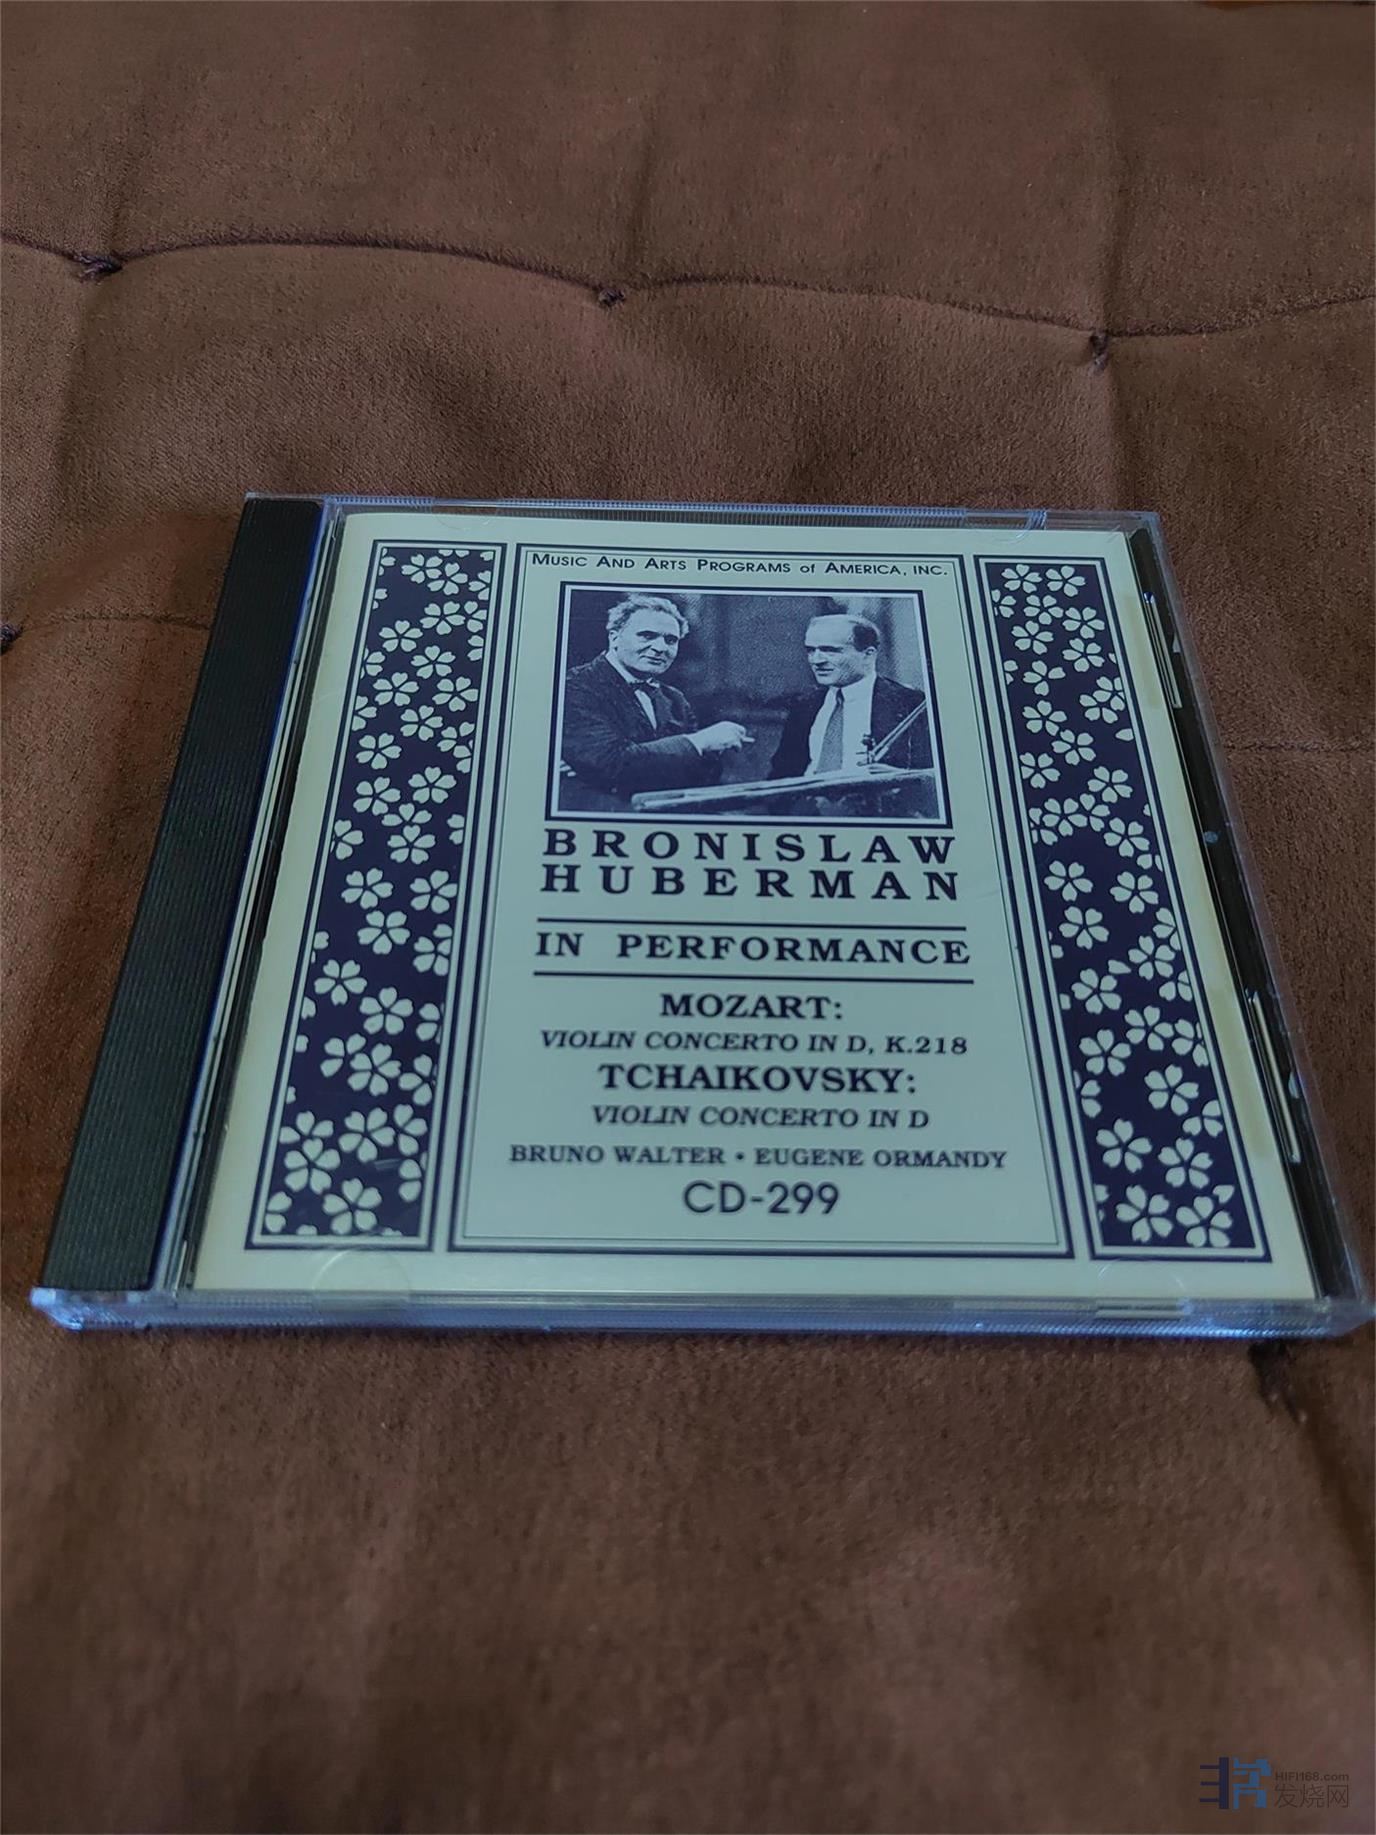 MUSIC AND ARTS PROGRAMS of AMERICA, INC.
BRONISLAW
HUBERMAN
IN PERFORMANCE
MOZART:
VIOLIN CONCERTO IN D, K.218
TCHAIKOVSKY:
VIOLIN CONCERTO IN D
BRUNO WALTER • EUGENE ORMANDY
CD-299
HIFI168.com
发烧网